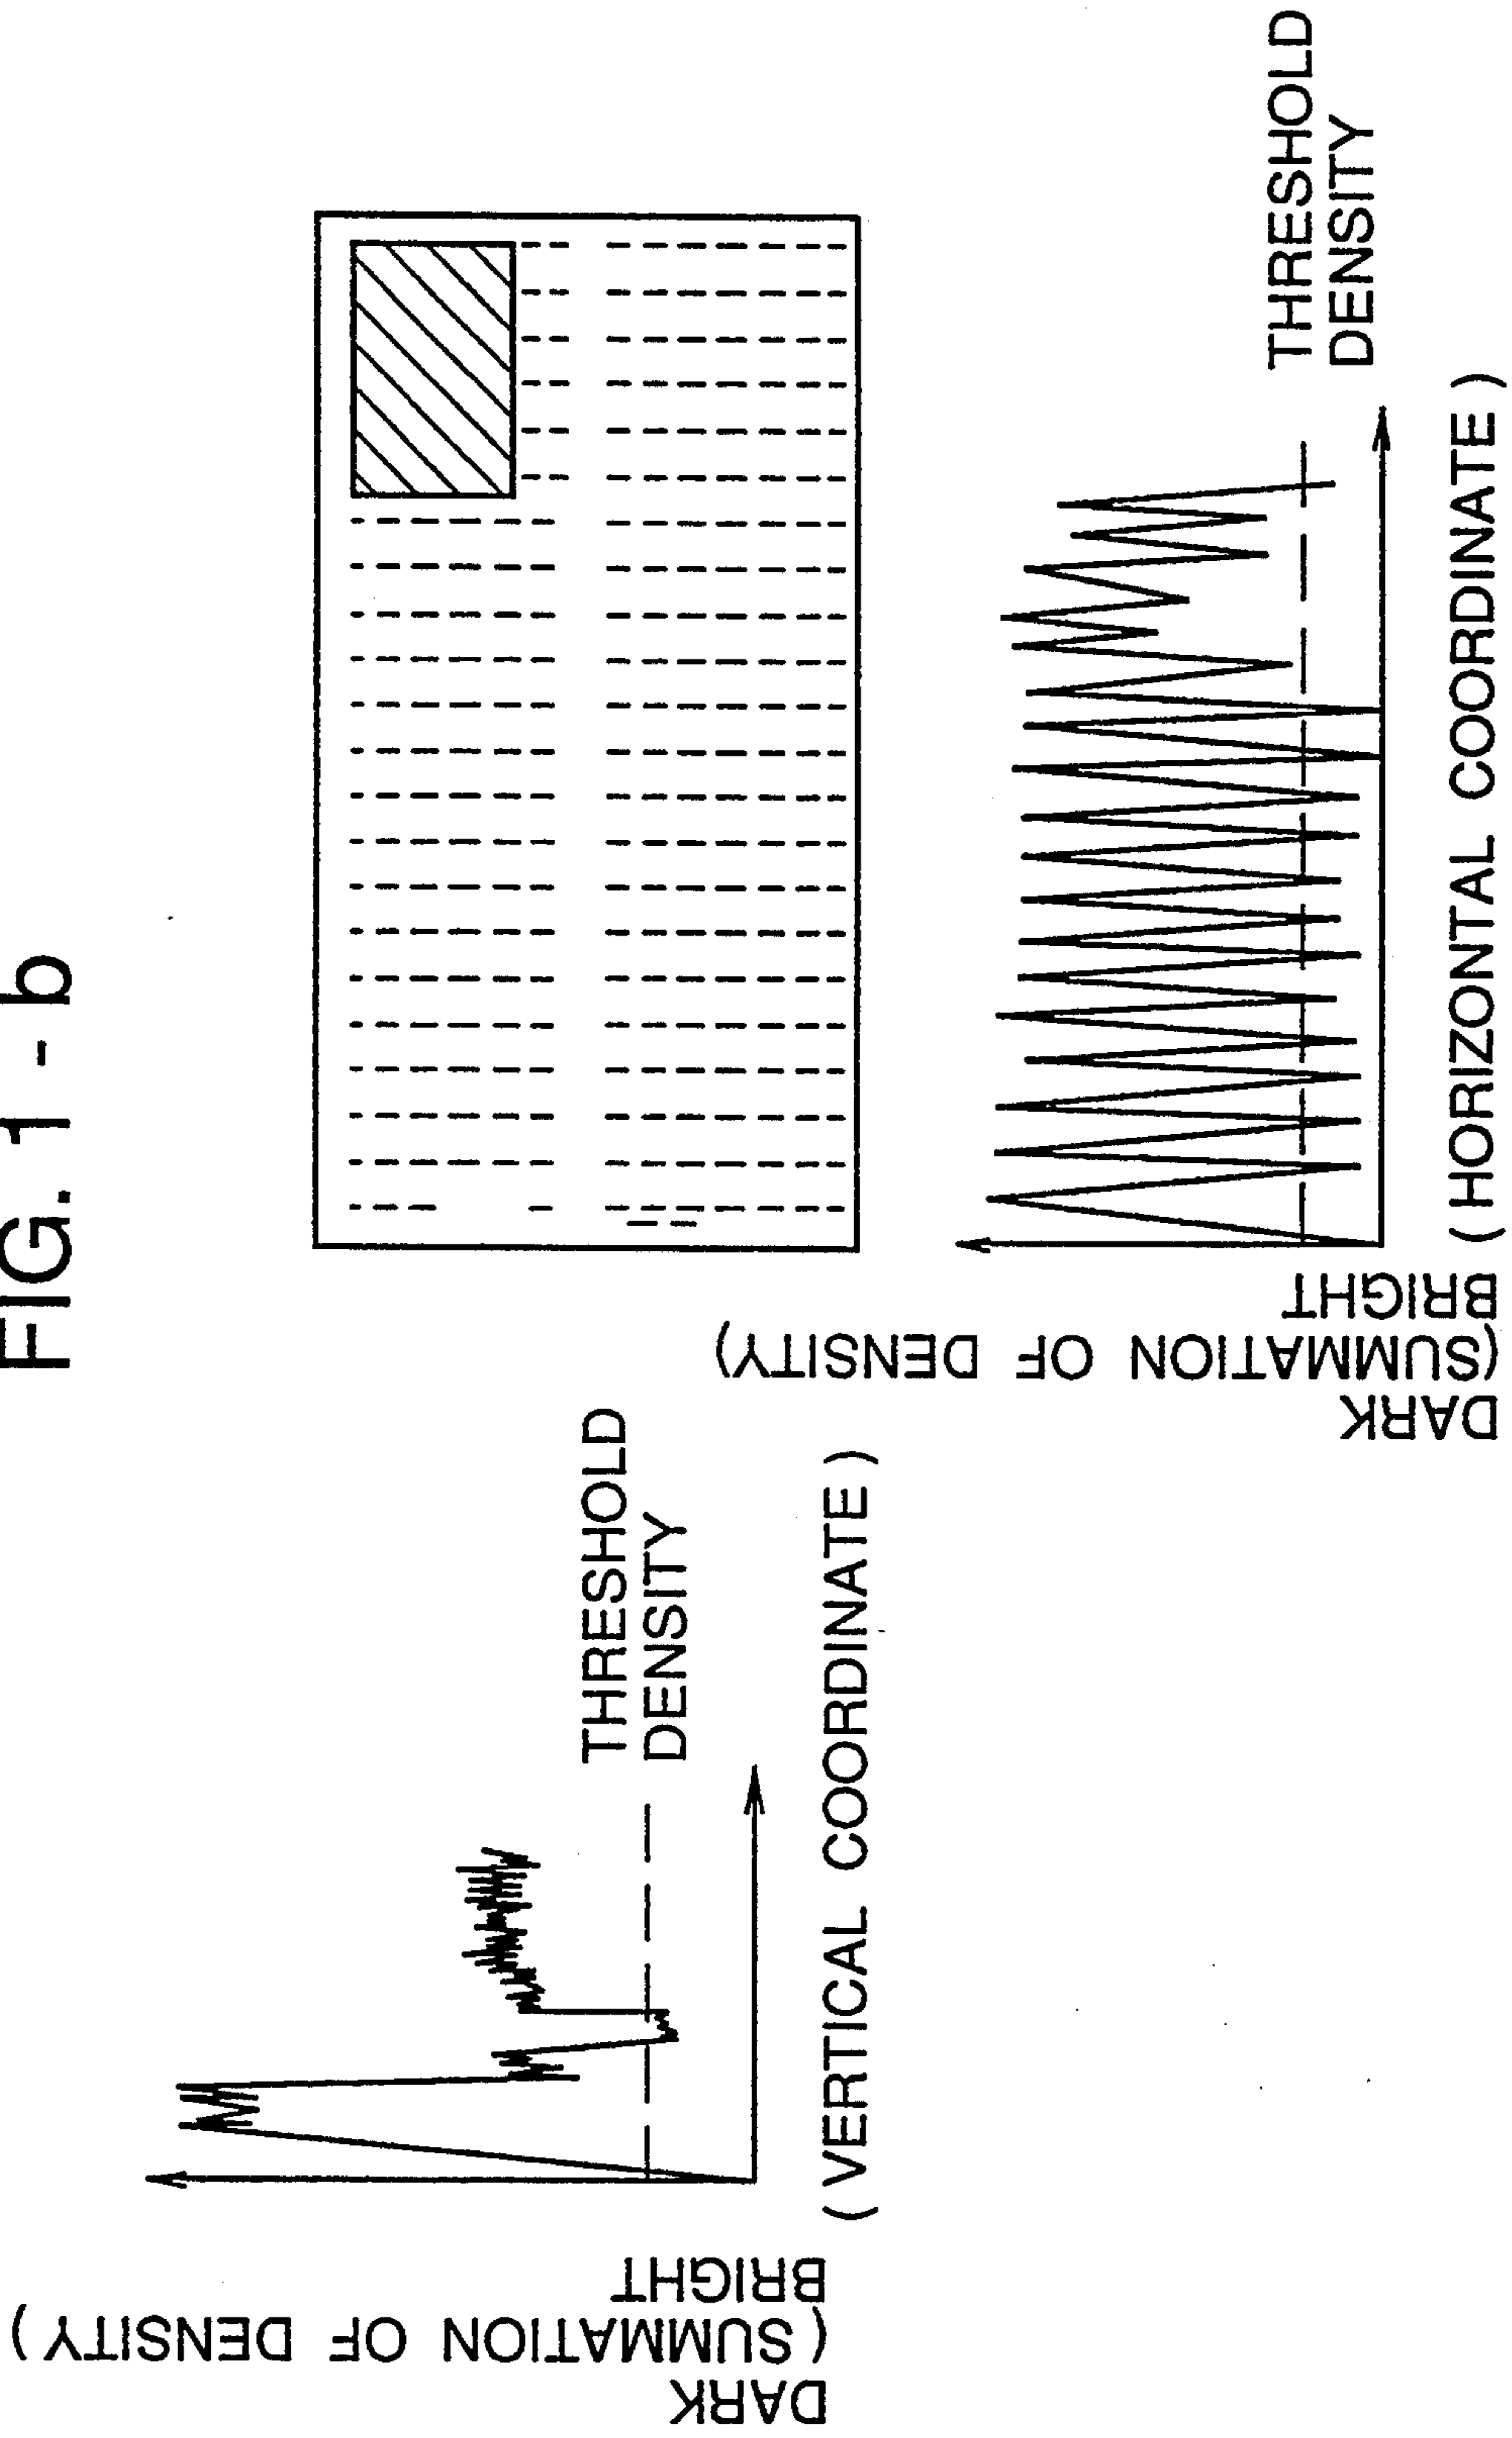 FIG. 1 - b
DARK
(SUMMATION OF DENSITY)
BRIGHT
THRESHOLD
DENSITY
(VERTICAL COORDINATE)
DARK
(SUMMATION OF DENSITY)
BRIGHT
THRESHOLD
DENSITY
(HORIZONTAL COORDINATE)